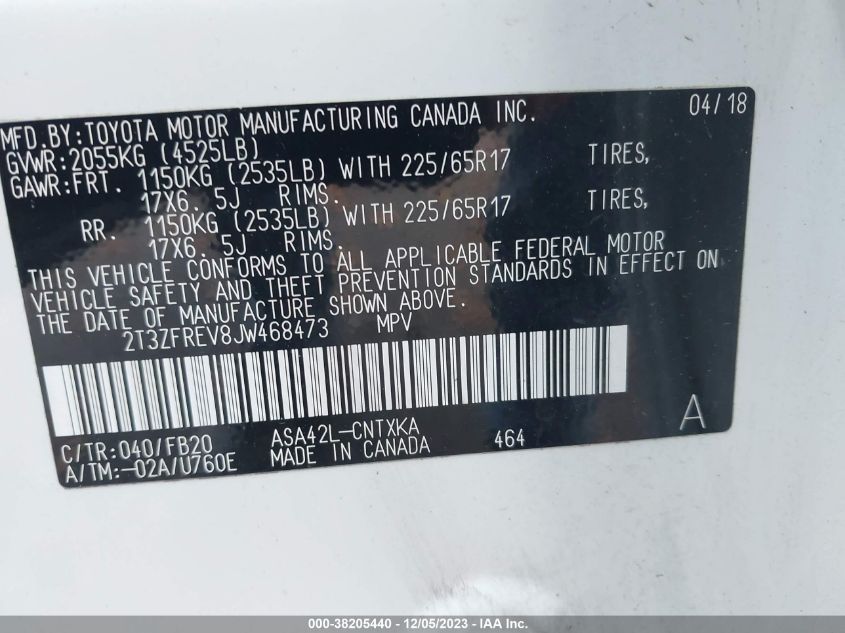 MFD.BY:TOYOTA MOTOR MANUFACTURING CANADA INC. 04/18
GVWR:2055KG (4525LB)
GAWR:FRT. 1150KG (2535LB) WITH 225/65R17 TIRES,
17X6. 5J RIMS.
RR. 1150KG (2535LB) WITH 225/65R17 TIRES,
17X6. 5J RIMS.
THIS VEHICLE CONFORMS TO ALL APPLICABLE FEDERAL MOTOR
VEHICLE SAFETY AND THEFT PREVENTION STANDARDS IN EFFECT ON
THE DATE OF MANUFACTURE SHOWN ABOVE.
2T3ZFREV8JW468473 MPV
C/TR:040/FB20 ASA42L-CNTXKA 464 A
A/TM:-02A/U760E MADE IN CANADA
000-38205440 - 12/05/2023 - IAA Inc.